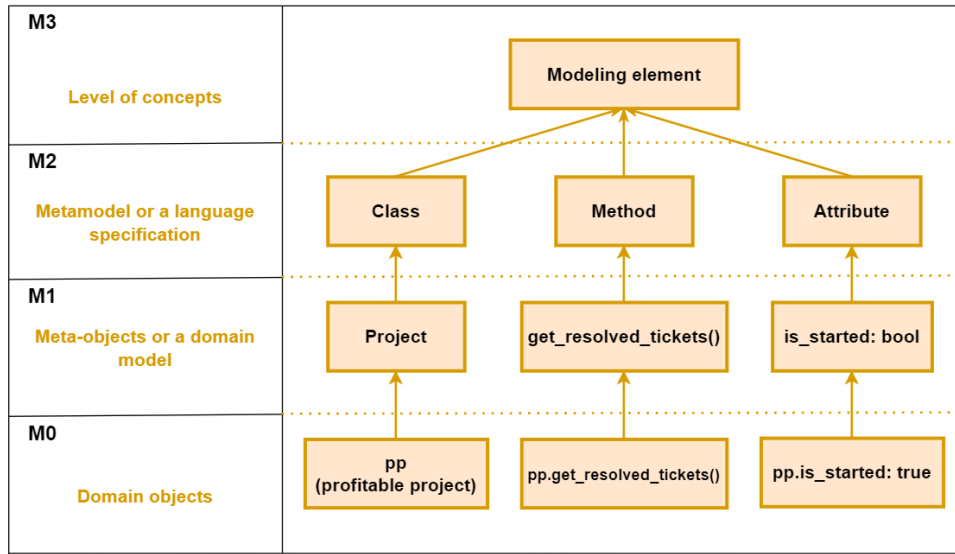 M3
Level of concepts
Modeling element
M2
Metamodel or a language
specification
Class
Method
Attribute
M1
Meta-objects or a domain
model
Project
get_resolved_tickets()
is_started: bool
M0
Domain objects
pp
(profitable project)
pp.get_resolved_tickets()
pp.is_started: true